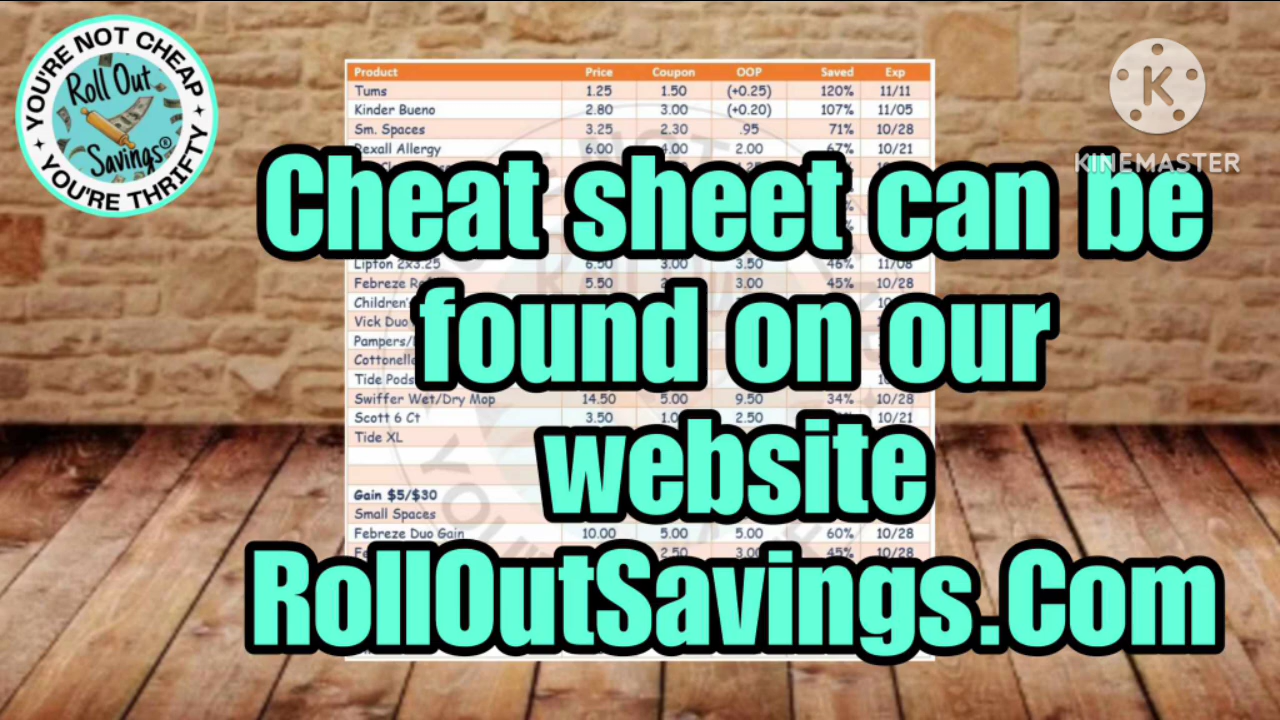 YOU'RE NOT CHEAP
Roll Out
Savings®
YOU'RE THRIFTY
KINEMASTER
Product Price Coupon OOP Saved Exp
Tums 1.25 1.50 (+0.25) 120% 11/11
Kinder Bueno 2.80 3.00 (+0.20) 107% 11/05
Sm. Spaces 3.25 2.30 .95 71% 10/28
Rexall Allergy 6.00 4.00 2.00 67% 10/21
Cheat sheet can be
Lipton 2x3.25 6.50 3.00 3.50 46% 11/08
Febreze 5.50 3.00 45% 10/28
found on our
Children's
Vick Duo
Pampers/
Cottonelle
Tide Pods
Swiffer Wet/Dry Mop 14.50 5.00 9.50 34% 10/28
Scott 6 Ct 3.50 1.0 2.50 10/21
website
Tide XL
Gain $5/$30
Small Spaces
Febreze Duo Gain 10.00 5.00 5.00 60% 10/28
2.50 3.00 45% 10/28
RollOutSavings.Com